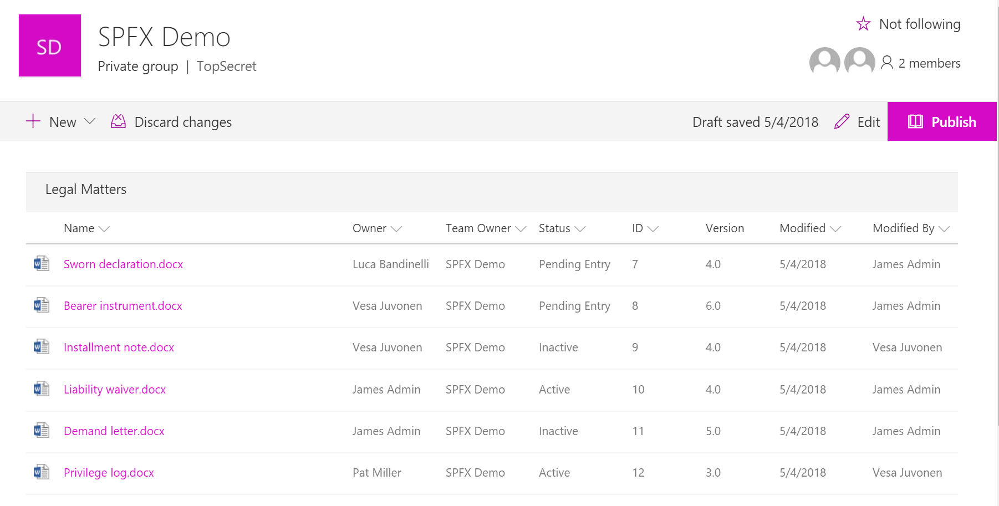 SD
SPFX Demo
Private group | TopSecret
Not following
2 members
New
Discard changes
Draft saved 5/4/2018
Edit
Publish
Legal Matters
Name Owner Team Owner Status ID Version Modified Modified By
Sworn declaration.docx Luca Bandinelli SPFX Demo Pending Entry 7 4.0 5/4/2018 James Admin
Bearer instrument.docx Vesa Juvonen SPFX Demo Pending Entry 8 6.0 5/4/2018 James Admin
Installment note.docx Vesa Juvonen SPFX Demo Inactive 9 4.0 5/4/2018 Vesa Juvonen
Liability waiver.docx James Admin SPFX Demo Active 10 4.0 5/4/2018 James Admin
Demand letter.docx James Admin SPFX Demo Inactive 11 5.0 5/4/2018 James Admin
Privilege log.docx Pat Miller SPFX Demo Active 12 3.0 5/4/2018 Vesa Juvonen